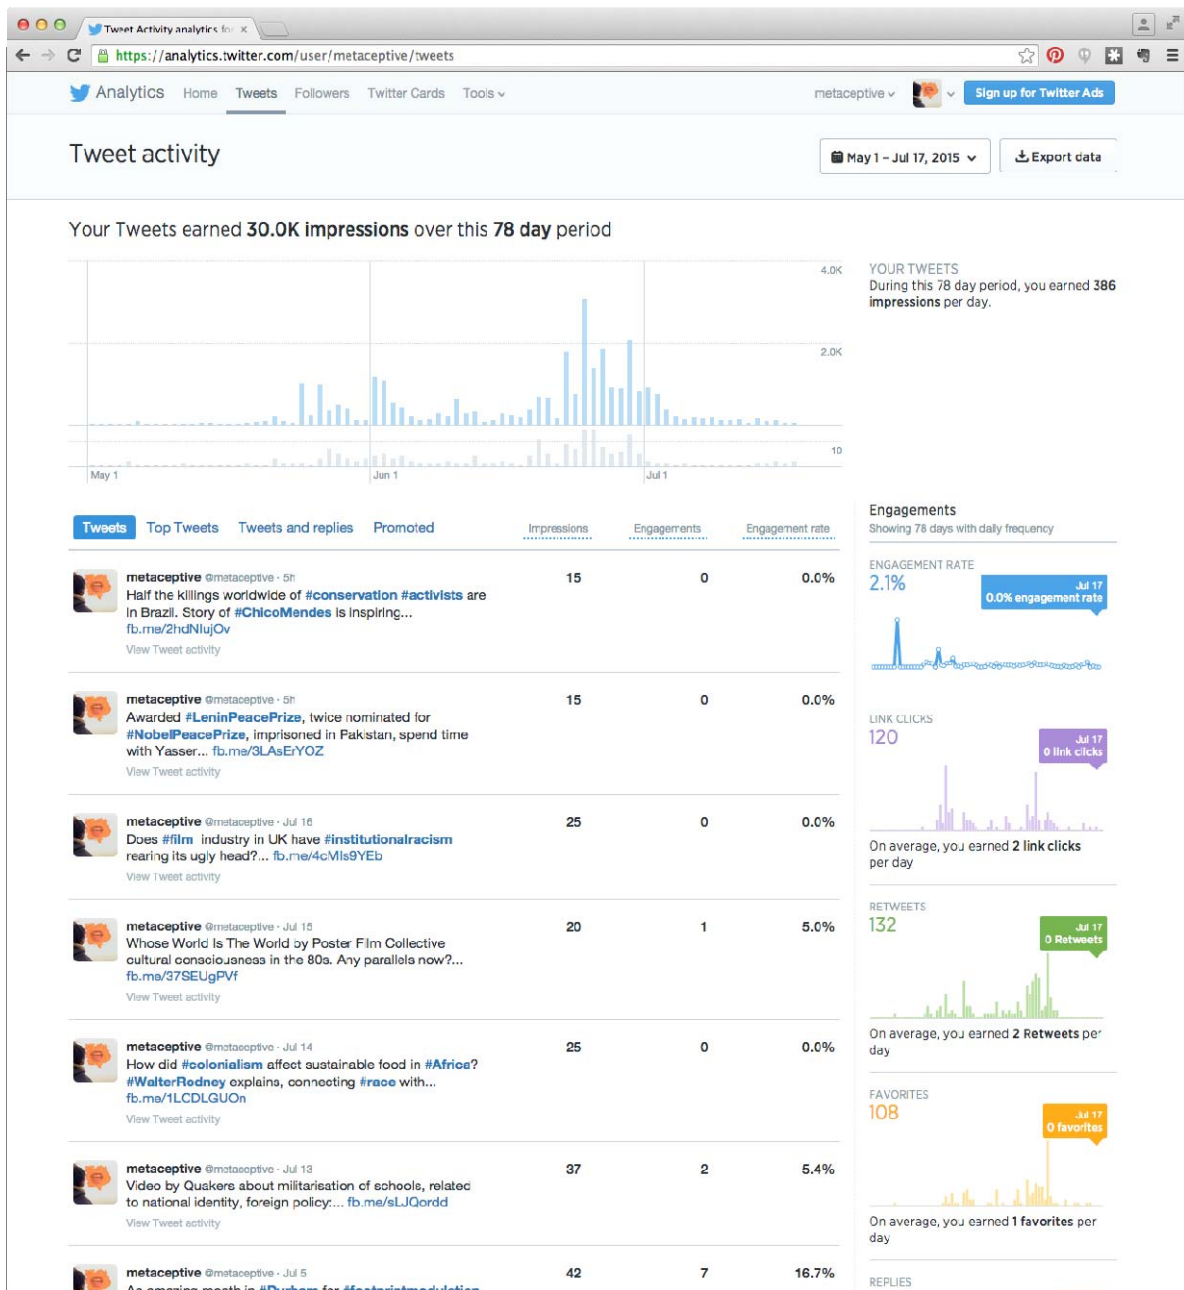 Tweet Activity analytics for
https://analytics.twitter.com/user/metaceptive/tweets
Analytics Home Tweets Followers Twitter Cards Tools metaceptive Sign up for Twitter Ads
Tweet activity
May 1 – Jul 17, 2015 Export data
Your Tweets earned 30.0K impressions over this 78 day period
4.0K
2.0K
10
May 1 Jun 1 Jul 1
YOUR TWEETS
During this 78 day period, you earned 386
impressions per day.
Tweets Top Tweets Tweets and replies Promoted Impressions Engagements Engagement rate
metaceptive @metaceptive · 5h 15 0 0.0%
Half the killings worldwide of #conservation #activists are
in Brazil. Story of #ChicoMendes is inspiring...
fb.me/2hdNIujOv
View Tweet activity
metaceptive @metaceptive · 5h 15 0 0.0%
Awarded #LeninPeacePrize, twice nominated for
#NobelPeacePrize, imprisoned in Pakistan, spend time
with Yasser... fb.me/3LAsErYOZ
View Tweet activity
metaceptive @metaceptive · Jul 16 25 0 0.0%
Does #film industry in UK have #institutionalracism
rearing its ugly head?... fb.me/4cMIs9YEb
View Tweet activity
metaceptive @metaceptive · Jul 15 20 1 5.0%
Whose World Is The World by Poster Film Collective
cultural consciousness in the 80s. Any parallels now?...
fb.me/37SEUgPVf
View Tweet activity
metaceptive @metaceptive · Jul 14 25 0 0.0%
How did #colonialism affect sustainable food in #Africa?
#WalterRodney explains, connecting #race with...
fb.me/1LCDLGUOn
View Tweet activity
metaceptive @metaceptive · Jul 13 37 2 5.4%
Video by Quakers about militarisation of schools, related
to national identity, foreign policy:... fb.me/sLJQordd
View Tweet activity
metaceptive @metaceptive · Jul 5 42 7 16.7%
An amazing month in #Durham for #footprintmodulation
Engagements
Showing 78 days with daily frequency
ENGAGEMENT RATE
2.1%
Jul 17
0.0% engagement rate
LINK CLICKS
120
Jul 17
0 link clicks
On average, you earned 2 link clicks
per day
RETWEETS
132
Jul 17
0 Retweets
On average, you earned 2 Retweets per
day
FAVORITES
108
Jul 17
0 favorites
On average, you earned 1 favorites per
day
REPLIES